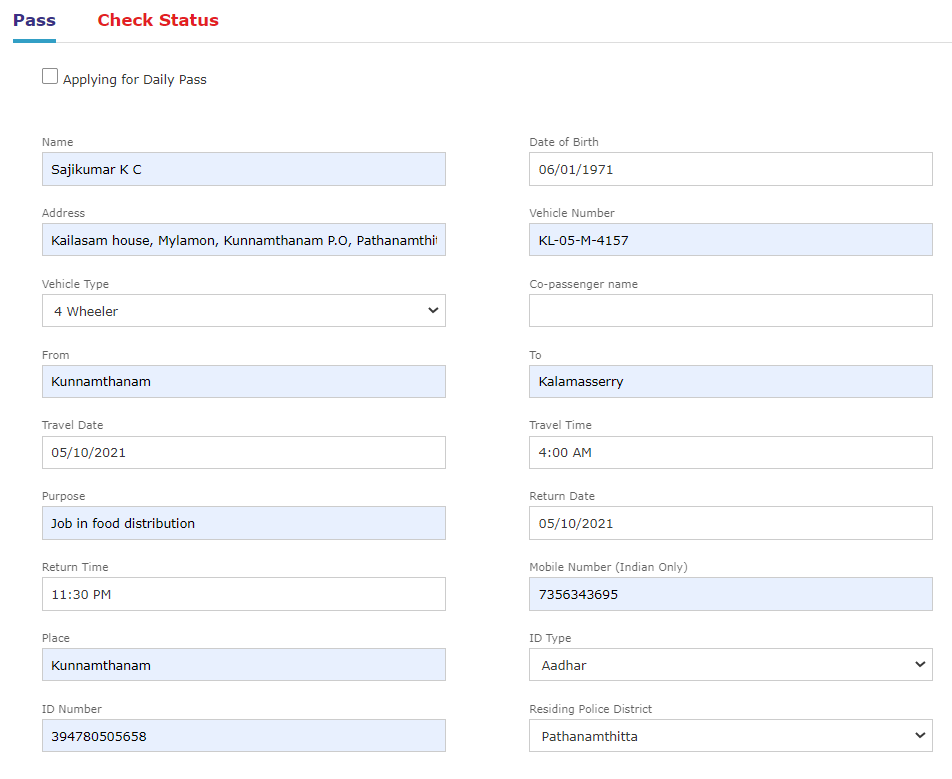 Pass Check Status
Applying for Daily Pass
Name Date of Birth
Sajikumar K C 06/01/1971
Address Vehicle Number
Kailasam house, Mylamon, Kunnamthanam P.O, Pathanamthit KL-05-M-4157
Vehicle Type Co-passenger name
4 Wheeler
From To
Kunnamthanam Kalamasserry
Travel Date Travel Time
05/10/2021 4:00 AM
Purpose Return Date
Job in food distribution 05/10/2021
Return Time Mobile Number (Indian Only)
11:30 PM 7356343695
Place ID Type
Kunnamthanam Aadhar
ID Number Residing Police District
394780505658 Pathanamthitta